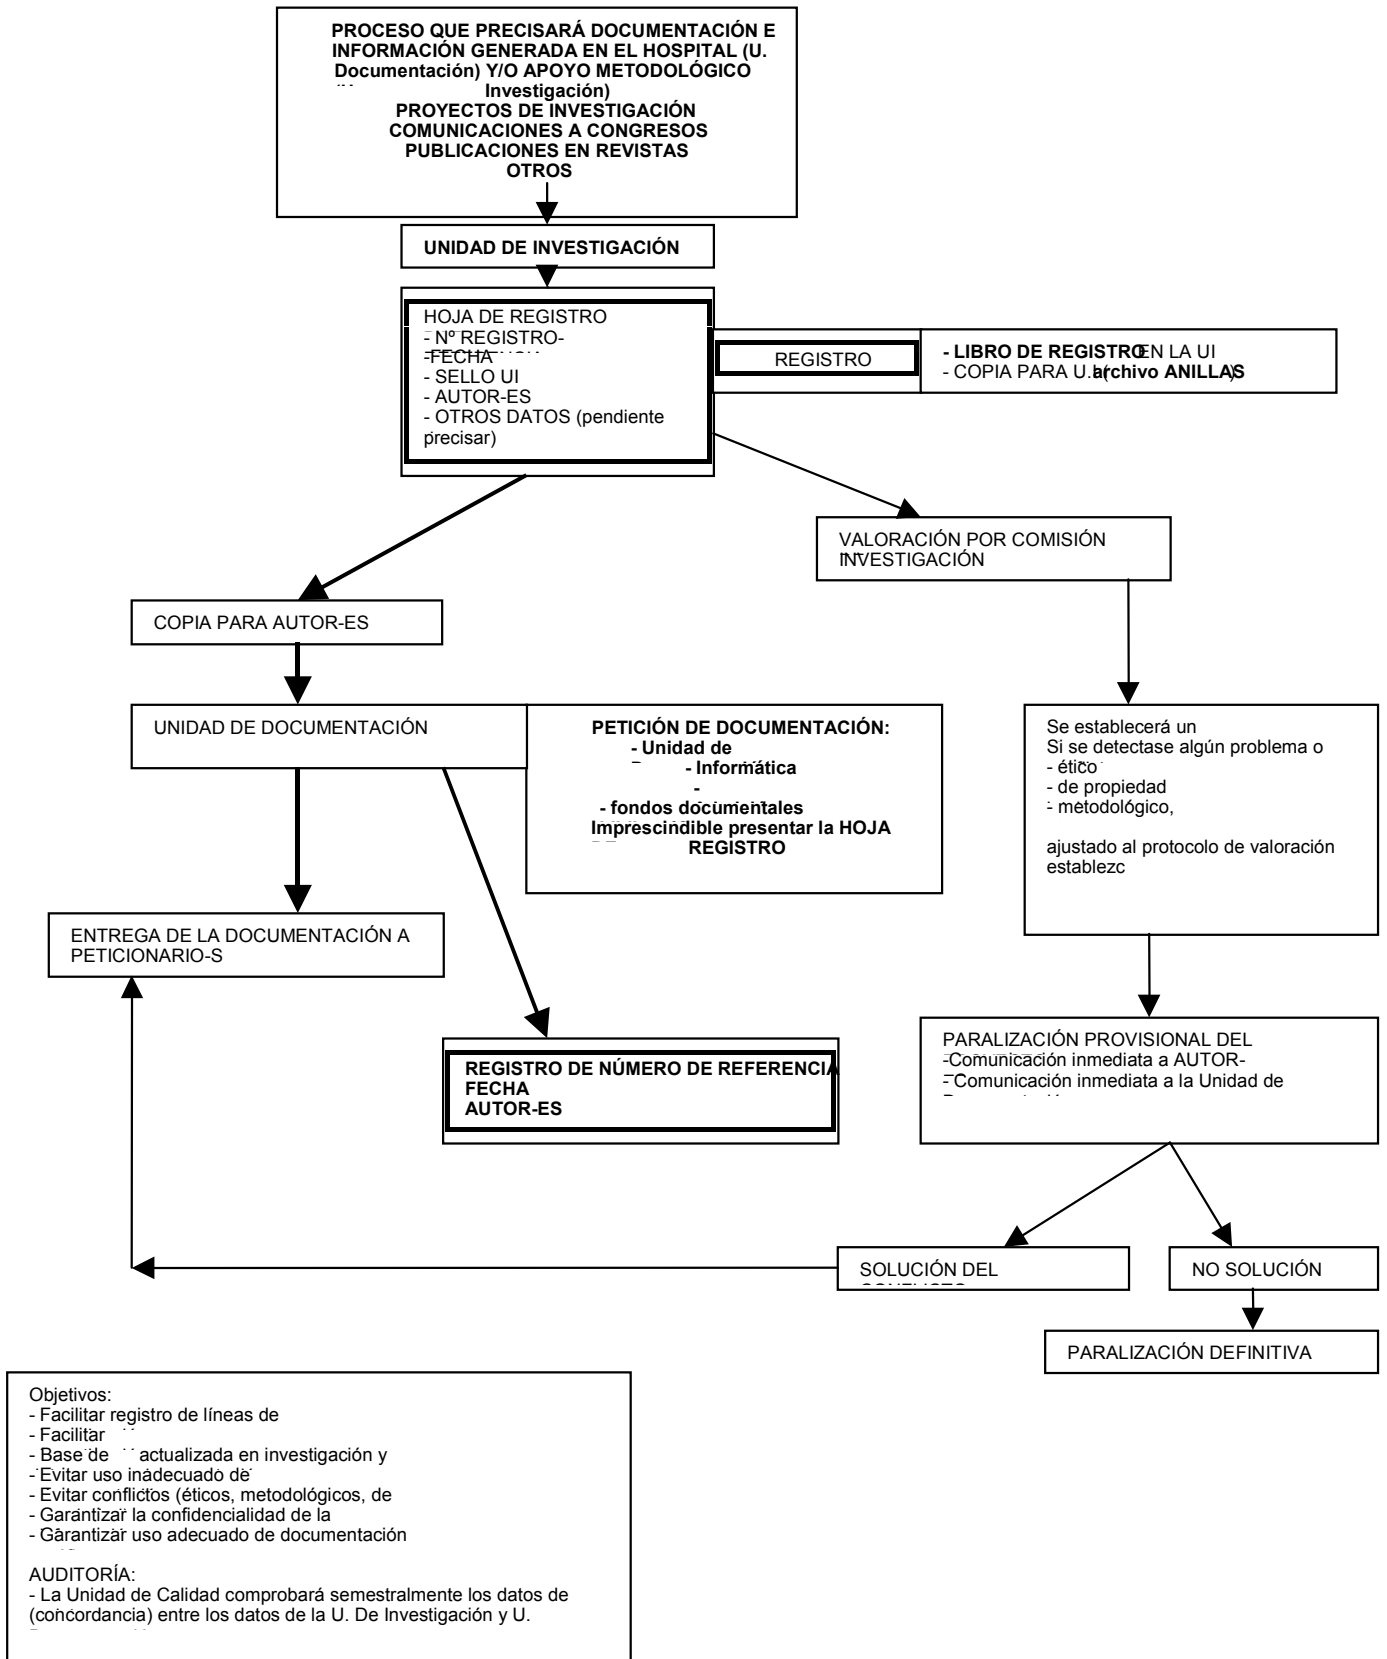 PROCESO QUE PRECISARÁ DOCUMENTACIÓN E
INFORMACIÓN GENERADA EN EL HOSPITAL (U.
Documentación) Y/O APOYO METODOLÓGICO
Investigación)
PROYECTOS DE INVESTIGACIÓN
COMUNICACIONES A CONGRESOS
PUBLICACIONES EN REVISTAS
OTROS
UNIDAD DE INVESTIGACIÓN
HOJA DE REGISTRO
- Nº REGISTRO-
-FECHA
- SELLO UI
- AUTOR-ES
- OTROS DATOS (pendiente
precisar)
REGISTRO
- LIBRO DE REGISTRO EN LA UI
- COPIA PARA U.I (archivo ANILLAS)
VALORACIÓN POR COMISIÓN
INVESTIGACIÓN
COPIA PARA AUTOR-ES
UNIDAD DE DOCUMENTACIÓN
PETICIÓN DE DOCUMENTACIÓN:
- Unidad de
- Informática
-
- fondos documentales
Imprescindible presentar la HOJA
REGISTRO
Se establecerá un
Si se detectase algún problema o
- ético
- de propiedad
- metodológico,
ajustado al protocolo de valoración
establezc
ENTREGA DE LA DOCUMENTACIÓN A
PETICIONARIO-S
REGISTRO DE NÚMERO DE REFERENCIA
FECHA
AUTOR-ES
PARALIZACIÓN PROVISIONAL DEL
-Comunicación inmediata a AUTOR-
- Comunicación inmediata a la Unidad de
SOLUCIÓN DEL
NO SOLUCIÓN
PARALIZACIÓN DEFINITIVA
Objetivos:
- Facilitar registro de líneas de
- Facilitar
- Base de actualizada en investigación y
- Evitar uso inadecuado de
- Evitar conflictos (éticos, metodológicos, de
- Garantizar la confidencialidad de la
- Garantizar uso adecuado de documentación
AUDITORÍA:
- La Unidad de Calidad comprobará semestralmente los datos de
(concordancia) entre los datos de la U. De Investigación y U.